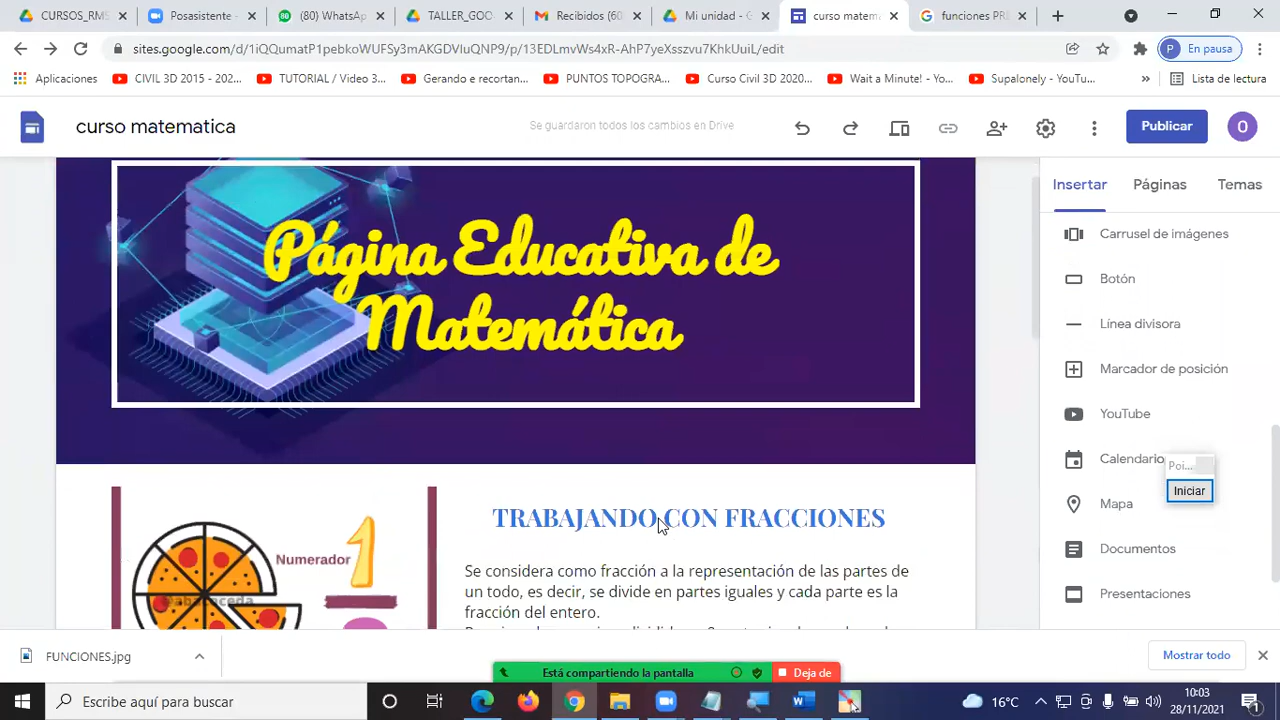 CURSOS_INS
Posasistente -
(80) WhatsA
TALLER_GOO
Recibidos (60
Mi unidad - G
curso matem
funciones PR
sites.google.com/d/1iQQumatP1pebkoWUFSy3mAKGDVIuQNP9/p/13EDLmvWs4xR-AhP7yeXsszvu7KhkUuiL/edit
En pausa
Aplicaciones
CIVIL 3D 2015 - 202...
TUTORIAL / Video 3...
Gerando e recortan...
PUNTOS TOPOGRA...
Curso Civil 3D 2020...
Wait a Minute! - Yo...
Supalonely - YouTu...
»
Lista de lectura
curso matematica
Se guardaron todos los cambios en Drive
Publicar
O
Insertar
Páginas
Temas
Página Educativa de
Matemática
Carrusel de imágenes
Botón
Línea divisora
Marcador de posición
YouTube
Calendario
Poi...
Iniciar
Mapa
Documentos
Presentaciones
Numerador
1
TRABAJANDO CON FRACCIONES
Se considera como fracción a la representación de las partes de
un todo, es decir, se divide en partes iguales y cada parte es la
fracción del entero.
FUNCIONES.jpg
Mostrar todo
Está compartiendo la pantalla
Deja de
Escribe aquí para buscar
16°C
10:03
28/11/2021